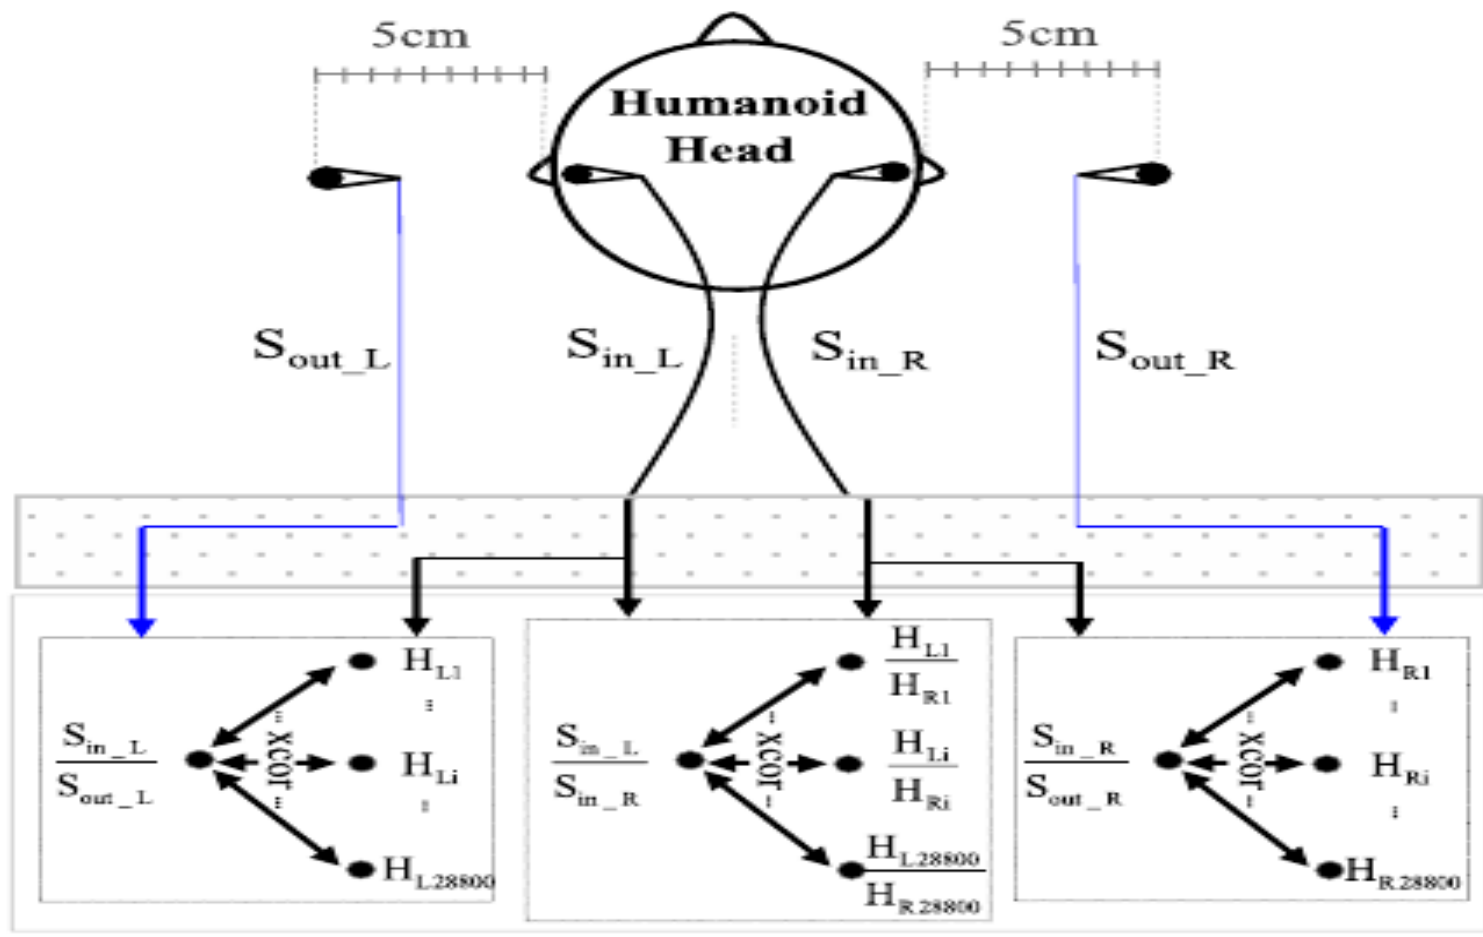 5cm
5cm
Humanoid
Head
S_out_L
S_in_L
S_in_R
S_out_R
H_L1
S_in_L
S_out_L
xcor
H_Li
H_L28800
H_L1
H_R1
S_in_L
S_in_R
xcor
H_Li
H_Ri
H_L28800
H_R28800
H_R1
S_in_R
S_out_R
xcor
H_Ri
H_R28800